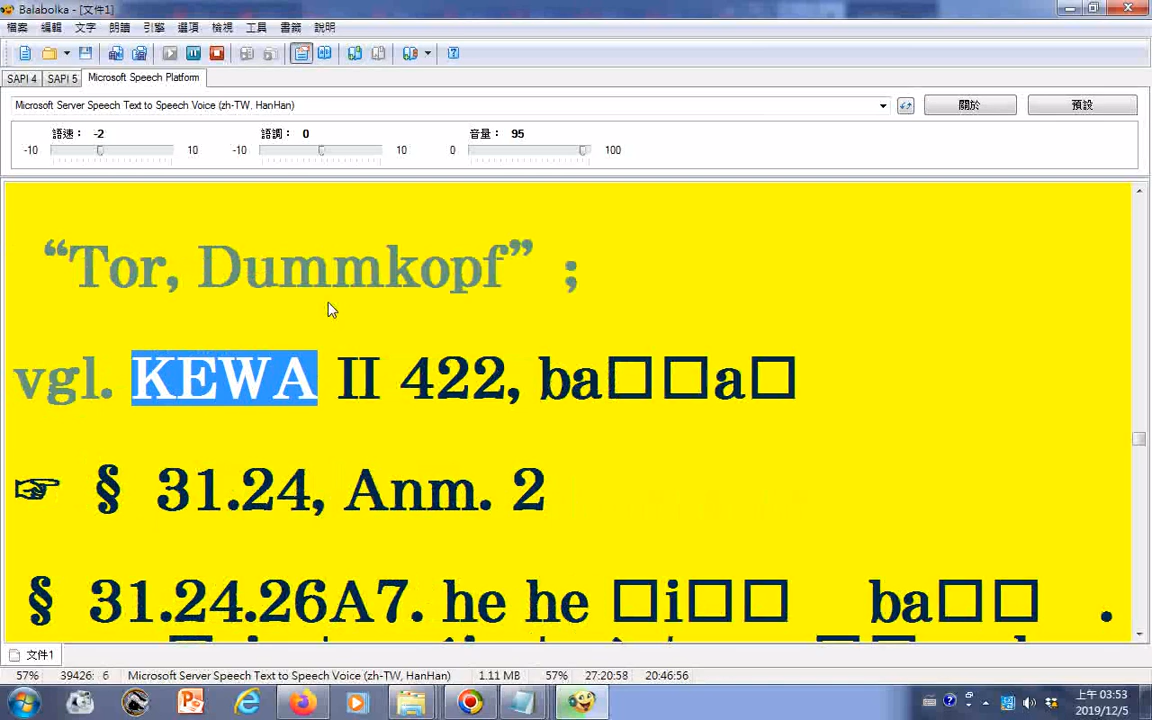 Balabolka - [文件1]
檔案 編輯 文字 朗讀 引擎 選項 檢視 工具 書籤 說明
SAPI 4 SAPI 5 Microsoft Speech Platform
Microsoft Server Speech Text to Speech Voice (zh-TW, HanHan) 關於 預設
語速： -2 語調： 0 音量： 95
-10 10 -10 10 0 100
“Tor, Dummkopf” ;
vgl. KEWA II 422, ba□□a□
☞ § 31.24, Anm. 2
§ 31.24.26A7. he he □i□□ ba□□ .
文件1
57% 39426: 6 Microsoft Server Speech Text to Speech Voice (zh-TW, HanHan) 1.11 MB 57% 27:20:58 20:46:56
上午 03:53
2019/12/5